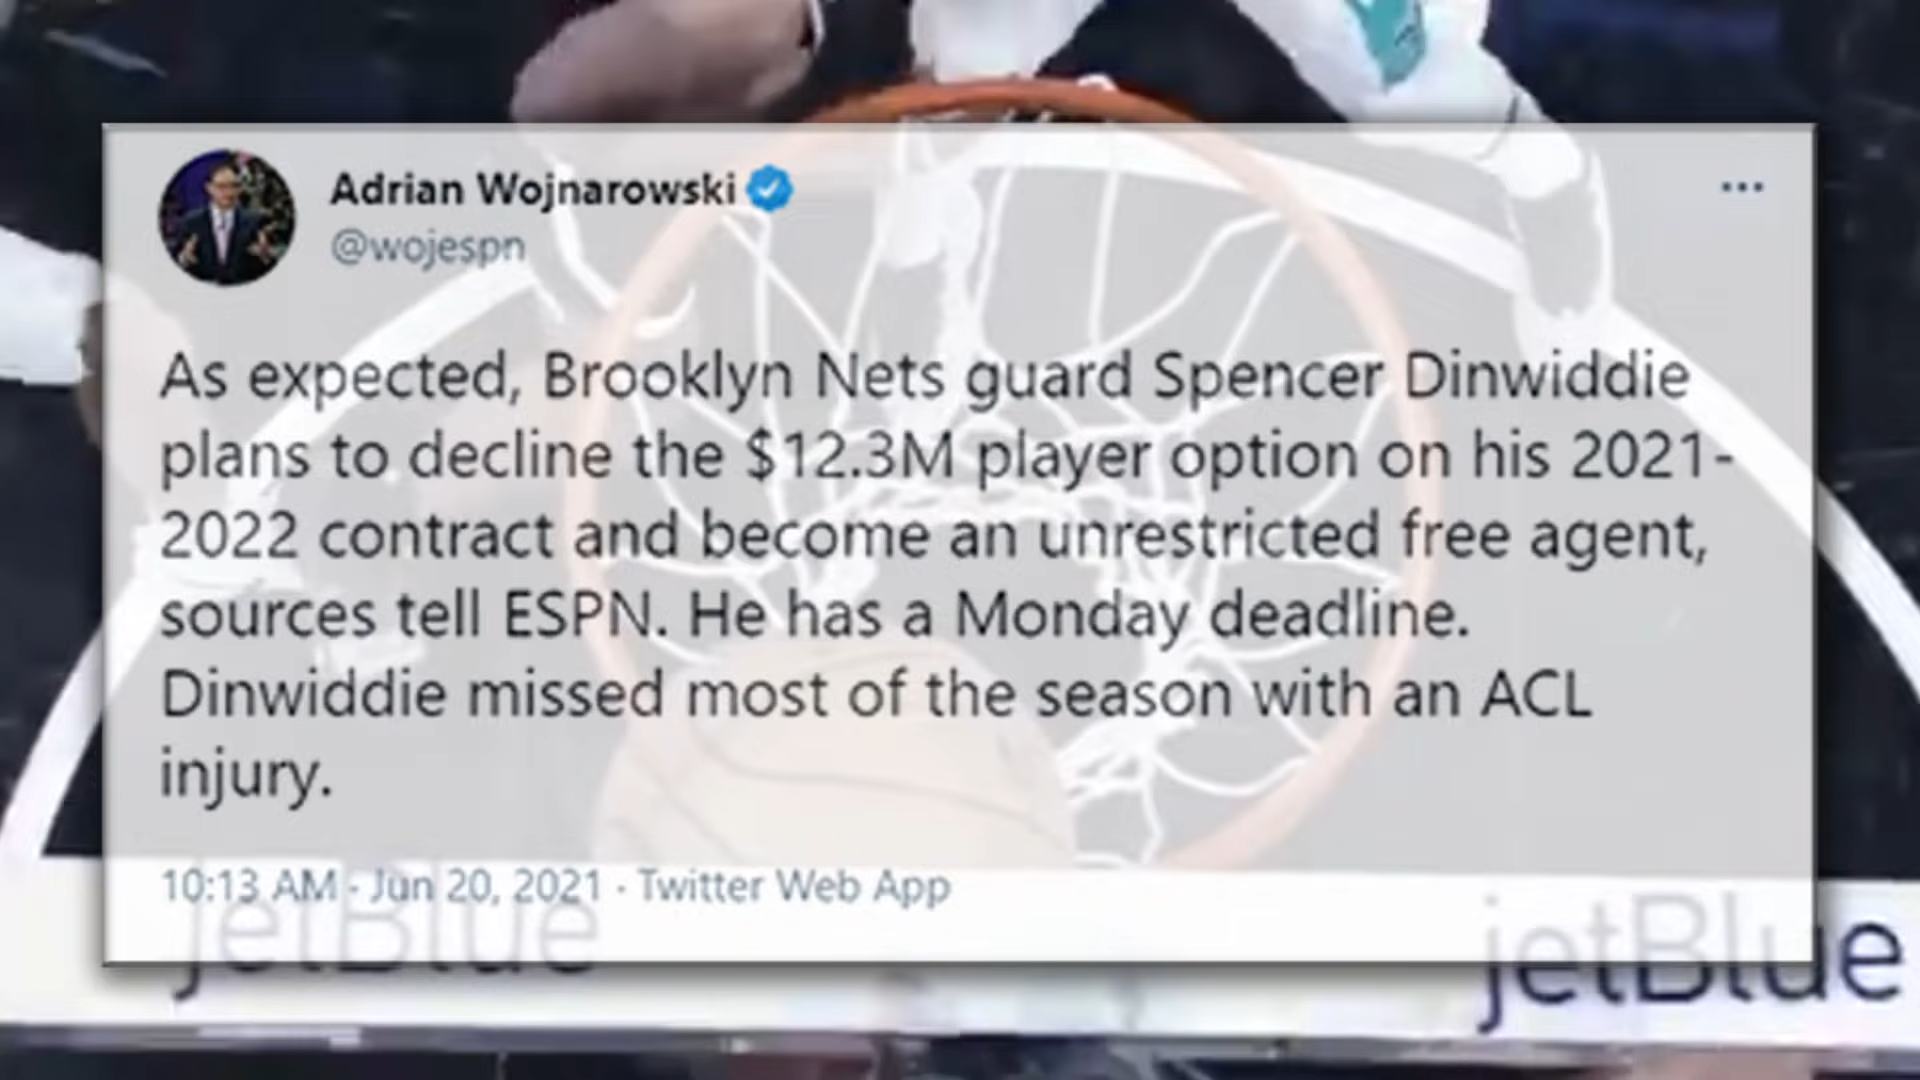 Adrian Wojnarowski
@wojespn
As expected, Brooklyn Nets guard Spencer Dinwiddie
plans to decline the $12.3M player option on his 2021-
2022 contract and become an unrestricted free agent,
sources tell ESPN. He has a Monday deadline.
Dinwiddie missed most of the season with an ACL
injury.
10:13 AM · Jun 20, 2021 · Twitter Web App
jetBlue jetBlue